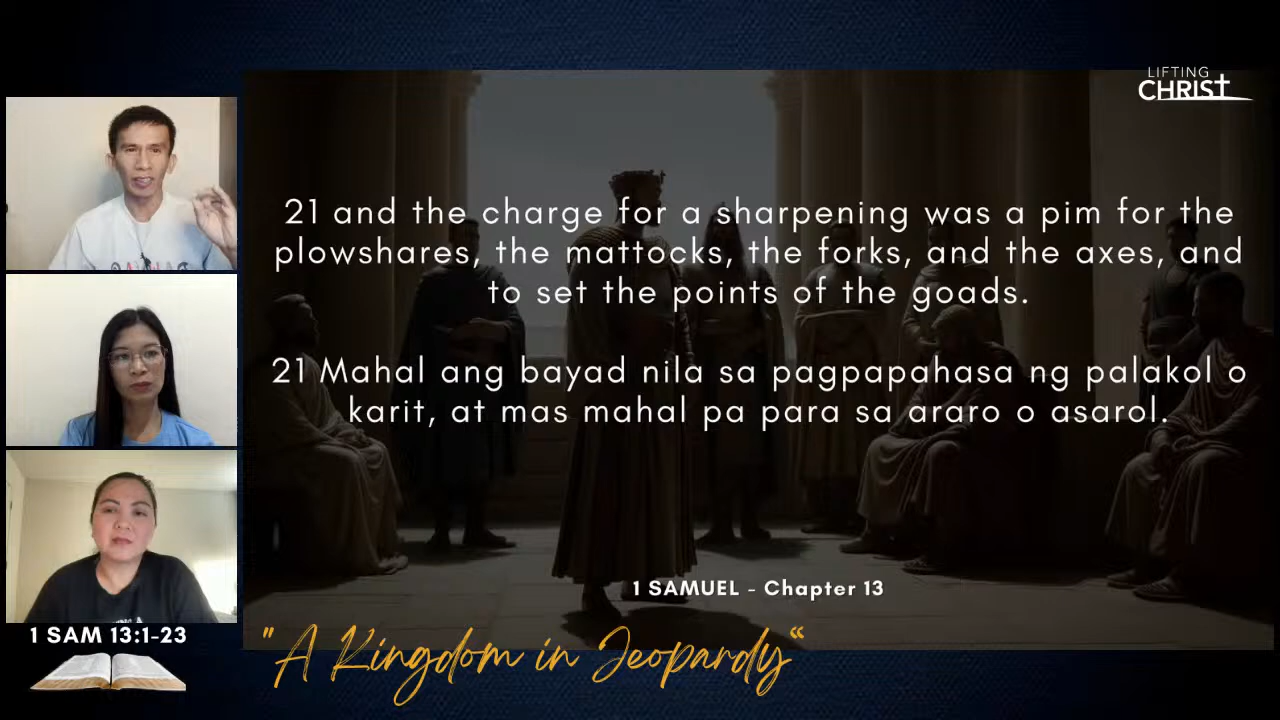 LIFTING
CHRIST
21 and the charge for a sharpening was a pim for the
plowshares, the mattocks, the forks, and the axes, and
to set the points of the goads.
21 Mahal ang bayad nila sa pagpapahasa ng palakol o
karit, at mas mahal pa para sa araro o asarol.
1 SAMUEL - Chapter 13
1 SAM 13:1-23
"A Kingdom in Jeopardy“